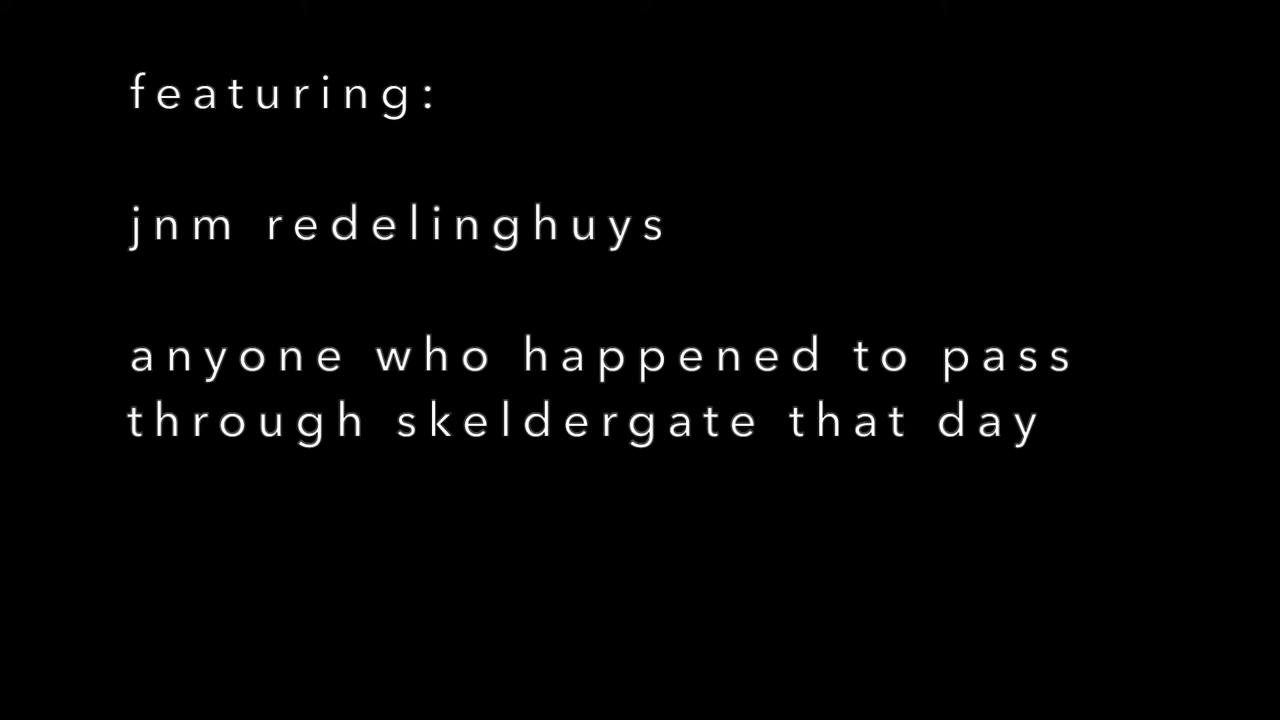 featuring:
jnm redelinghuys
anyone who happened to pass
through skeldergate that day